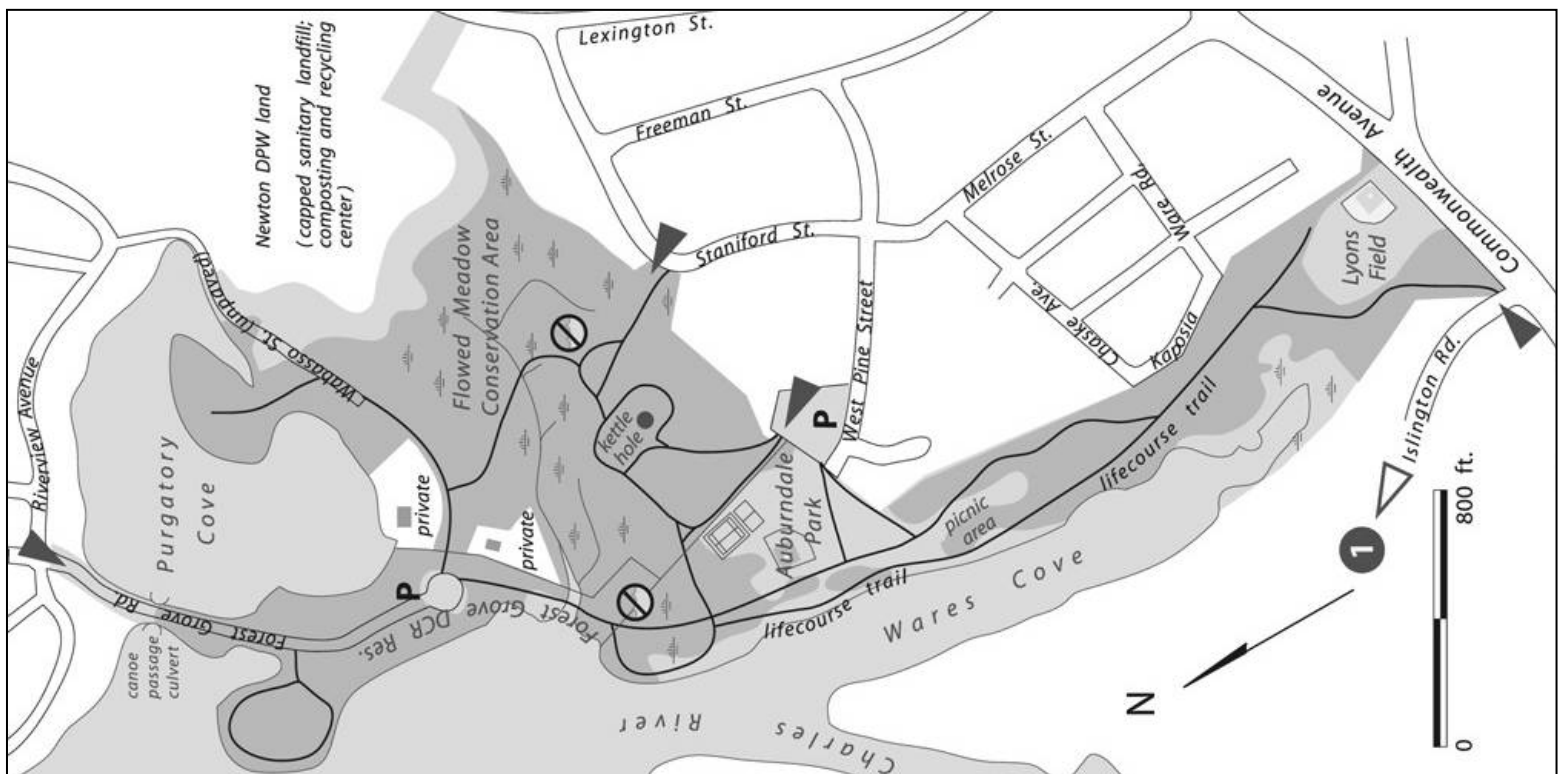 Lexington St.
Newton DPW land
(capped sanitary landfill;
composting and recycling
center)
Freeman St.
Riverview Avenue
Wabasso St. (unpaved)
Flowed Meadow
Conservation Area
Staniford St.
Melrose St.
Ware Rd.
Commonwealth
Avenue
Lyons
Field
Purgatory
Cove
private
private
kettle
hole
P
West Pine Street
Chaske Ave.
Kaposia
Islington Rd.
Auburndale
Park
picnic
area
lifecourse trail
lifecourse trail
P
Forest Grove Rd
Forest Grove DCR Res.
canoe
passage
culvert
Wares Cove
Charles River
N
1
0
800 ft.